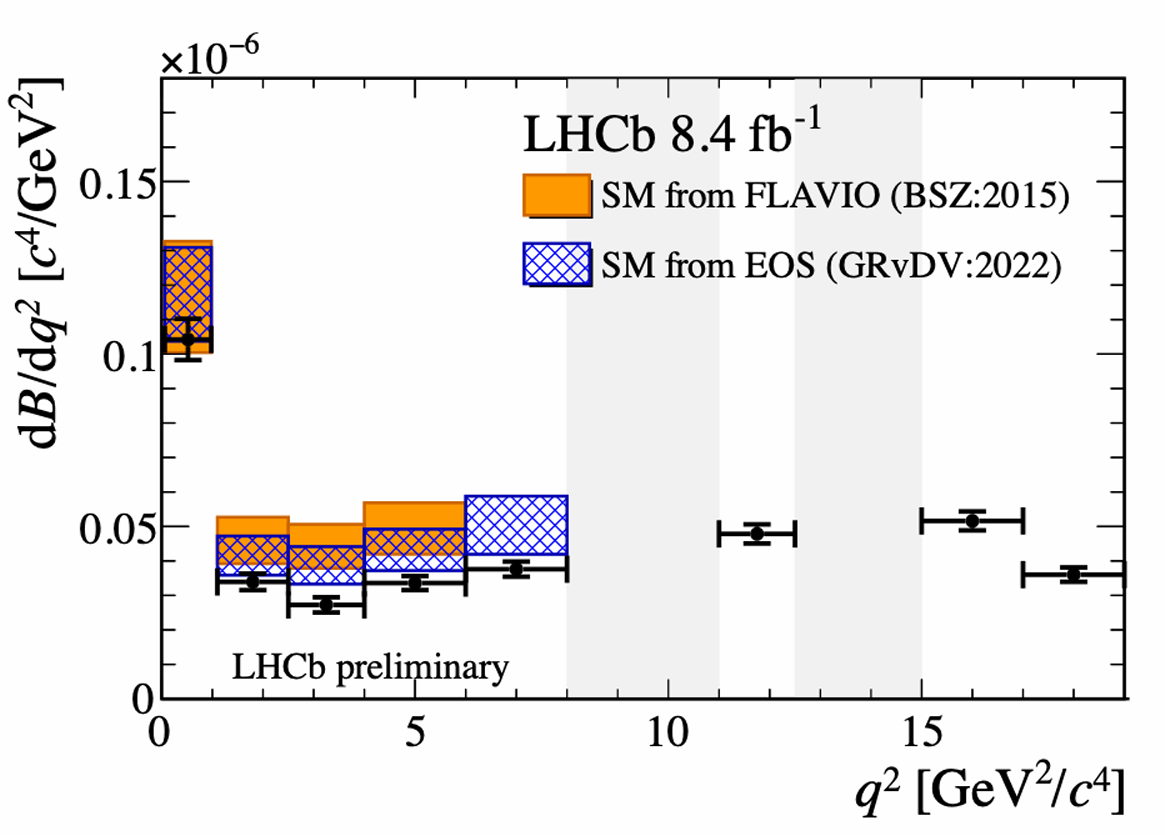 ×10⁻⁶
dB/dq² [c⁴/GeV²]
LHCb 8.4 fb⁻¹
SM from FLAVIO (BSZ:2015)
SM from EOS (GRvDV:2022)
0.15
0.1
0.05
0
LHCb preliminary
0 5 10 15
q² [GeV²/c⁴]